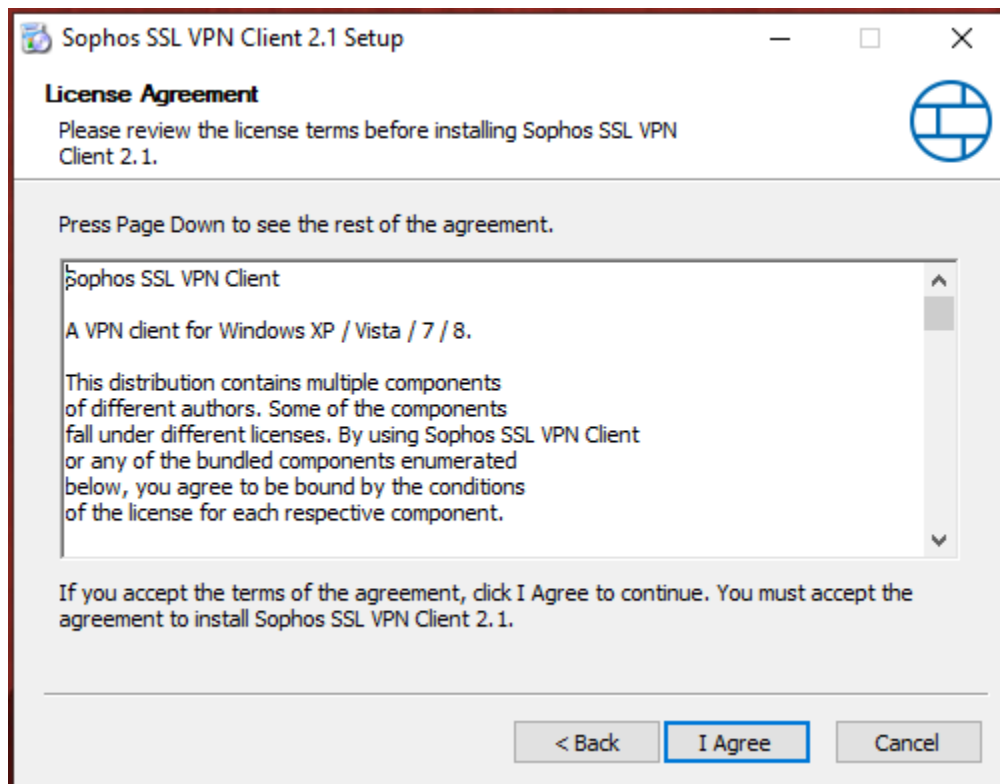 Sophos SSL VPN Client 2.1 Setup
License Agreement
Please review the license terms before installing Sophos SSL VPN
Client 2.1.
Press Page Down to see the rest of the agreement.
Sophos SSL VPN Client
A VPN client for Windows XP / Vista / 7 / 8.
This distribution contains multiple components
of different authors. Some of the components
fall under different licenses. By using Sophos SSL VPN Client
or any of the bundled components enumerated
below, you agree to be bound by the conditions
of the license for each respective component.
If you accept the terms of the agreement, click I Agree to continue. You must accept the
agreement to install Sophos SSL VPN Client 2.1.
< Back I Agree Cancel